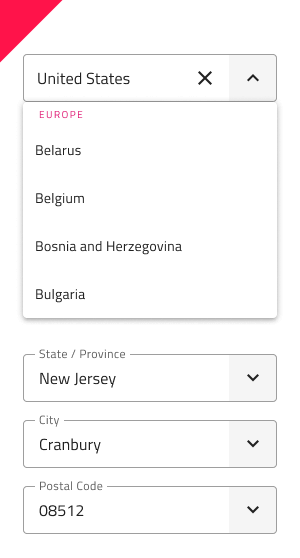 United States
EUROPE
Belarus
Belgium
Bosnia and Herzegovina
Bulgaria
State / Province
New Jersey
City
Cranbury
Postal Code
08512